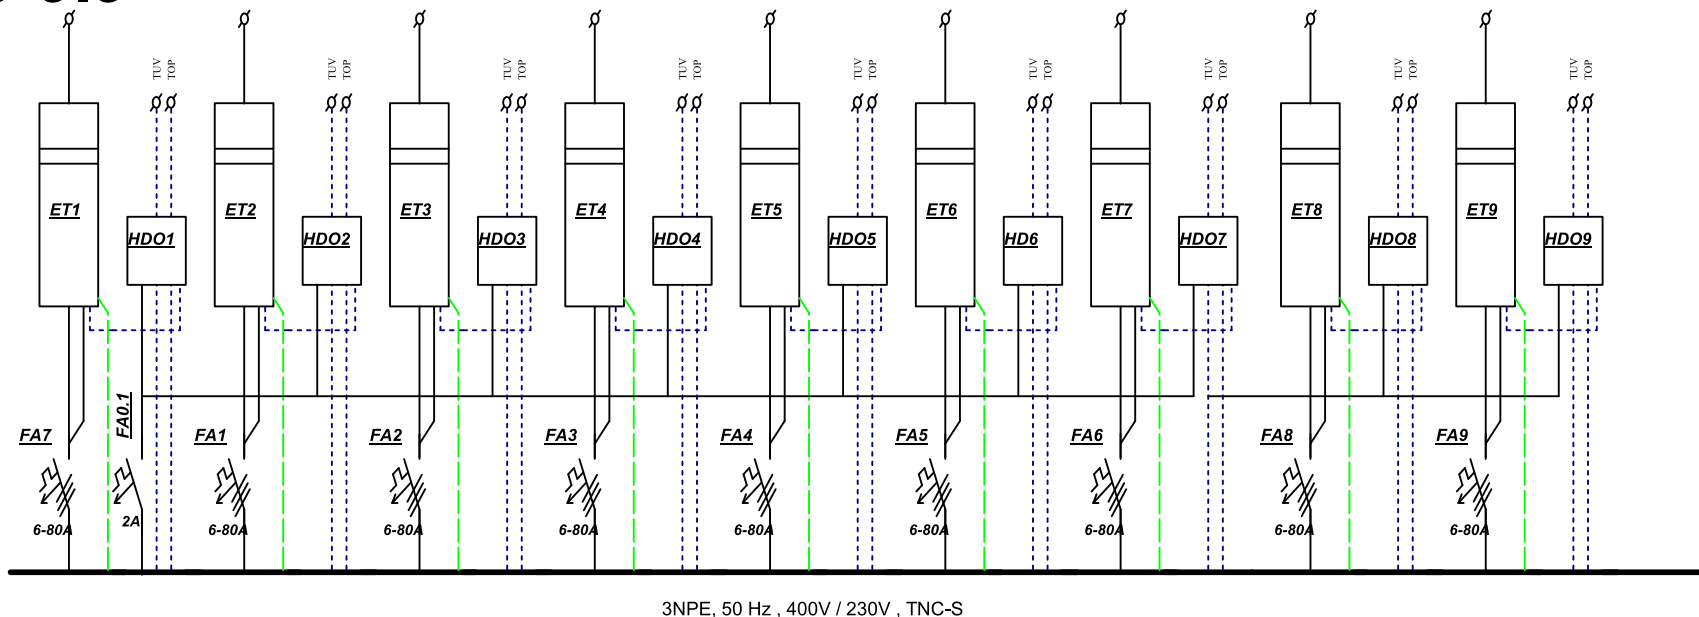 TUV TOP TUV TOP TUV TOP TUV TOP TUV TOP TUV TOP TUV TOP TUV TOP TUV TOP
ET1 ET2 ET3 ET4 ET5 ET6 ET7 ET8 ET9
HDO1 HDO2 HDO3 HDO4 HDO5 HD6 HDO7 HDO8 HDO9
FA0.1
FA7 FA1 FA2 FA3 FA4 FA5 FA6 FA8 FA9
2A
6-80A 6-80A 6-80A 6-80A 6-80A 6-80A 6-80A 6-80A 6-80A
3NPE, 50 Hz , 400V / 230V , TNC-S